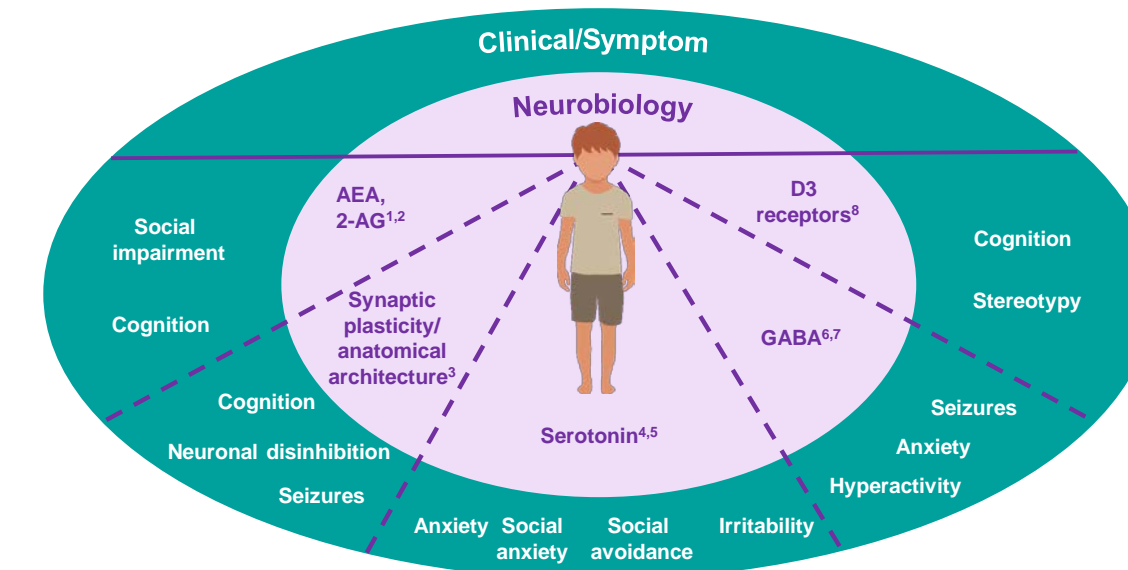 Clinical/Symptom
Neurobiology
AEA,
2-AG1,2
D3
receptors8
Social
impairment
Cognition
Cognition
Stereotypy
Synaptic
plasticity/
anatomical
architecture3
GABA6,7
Cognition
Neuronal disinhibition
Seizures
Serotonin4,5
Seizures
Anxiety
Hyperactivity
Anxiety
Social
anxiety
Social
avoidance
Irritability